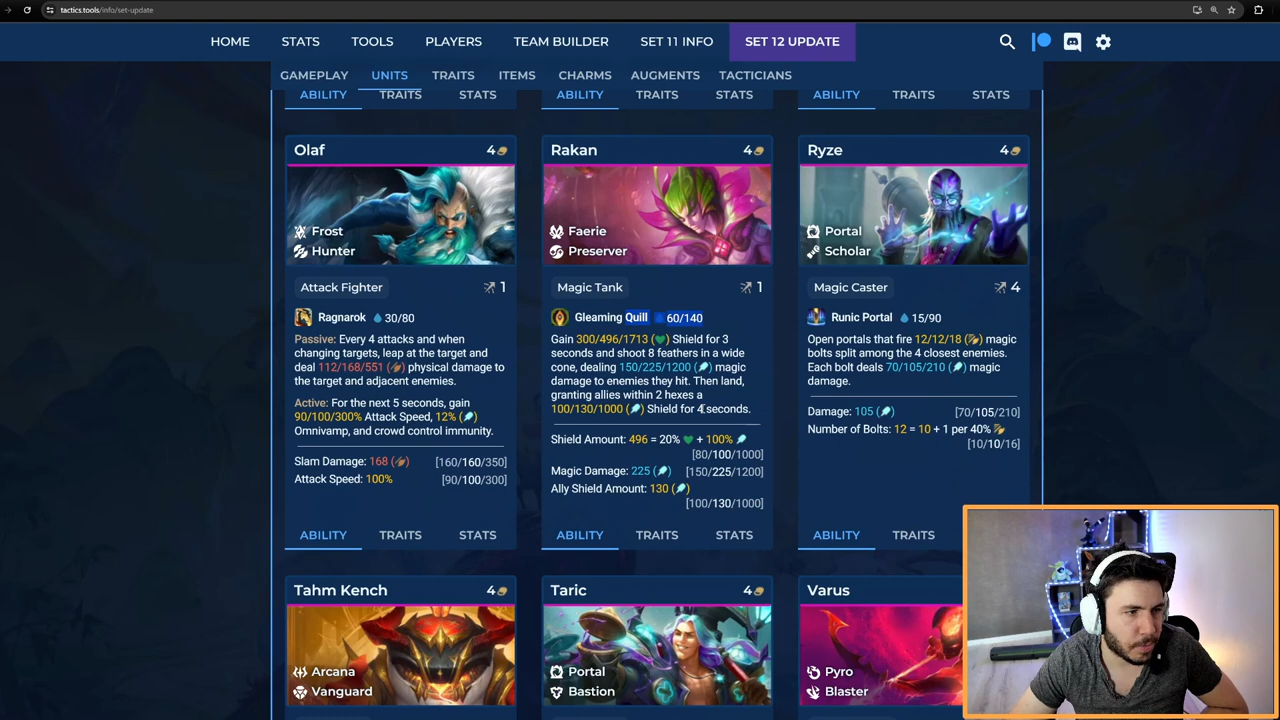 tactics.tools/info/set-update
HOME STATS TOOLS PLAYERS TEAM BUILDER SET 11 INFO SET 12 UPDATE
GAMEPLAY UNITS TRAITS ITEMS CHARMS AUGMENTS TACTICIANS
ABILITY TRAITS STATS ABILITY TRAITS STATS ABILITY TRAITS STATS
Olaf 4
Frost
Hunter
Attack Fighter 1
Ragnarok 30/80
Passive: Every 4 attacks and when
changing targets, leap at the target and
deal 112/168/551 ( ) physical damage to
the target and adjacent enemies.
Active: For the next 5 seconds, gain
90/100/300% Attack Speed, 12% ( )
Omnivamp, and crowd control immunity.
Slam Damage: 168 ( ) [160/160/350]
Attack Speed: 100% [90/100/300]
ABILITY TRAITS STATS
Rakan 4
Faerie
Preserver
Magic Tank 1
Gleaming Quill 60/140
Gain 300/496/1713 ( ) Shield for 3
seconds and shoot 8 feathers in a wide
cone, dealing 150/225/1200 ( ) magic
damage to enemies they hit. Then land,
granting allies within 2 hexes a
100/130/1000 ( ) Shield for 4 seconds.
Shield Amount: 496 = 20% + 100%
[80/100/1000]
Magic Damage: 225 ( ) [150/225/1200]
Ally Shield Amount: 130 ( )
[100/130/1000]
ABILITY TRAITS STATS
Ryze 4
Portal
Scholar
Magic Caster 4
Runic Portal 15/90
Open portals that fire 12/12/18 ( ) magic
bolts split among the 4 closest enemies.
Each bolt deals 70/105/210 ( ) magic
damage.
Damage: 105 ( ) [70/105/210]
Number of Bolts: 12 = 10 + 1 per 40%
[10/10/16]
ABILITY TRAITS
Tahm Kench 4
Arcana
Vanguard
Taric 4
Portal
Bastion
Varus
Pyro
Blaster